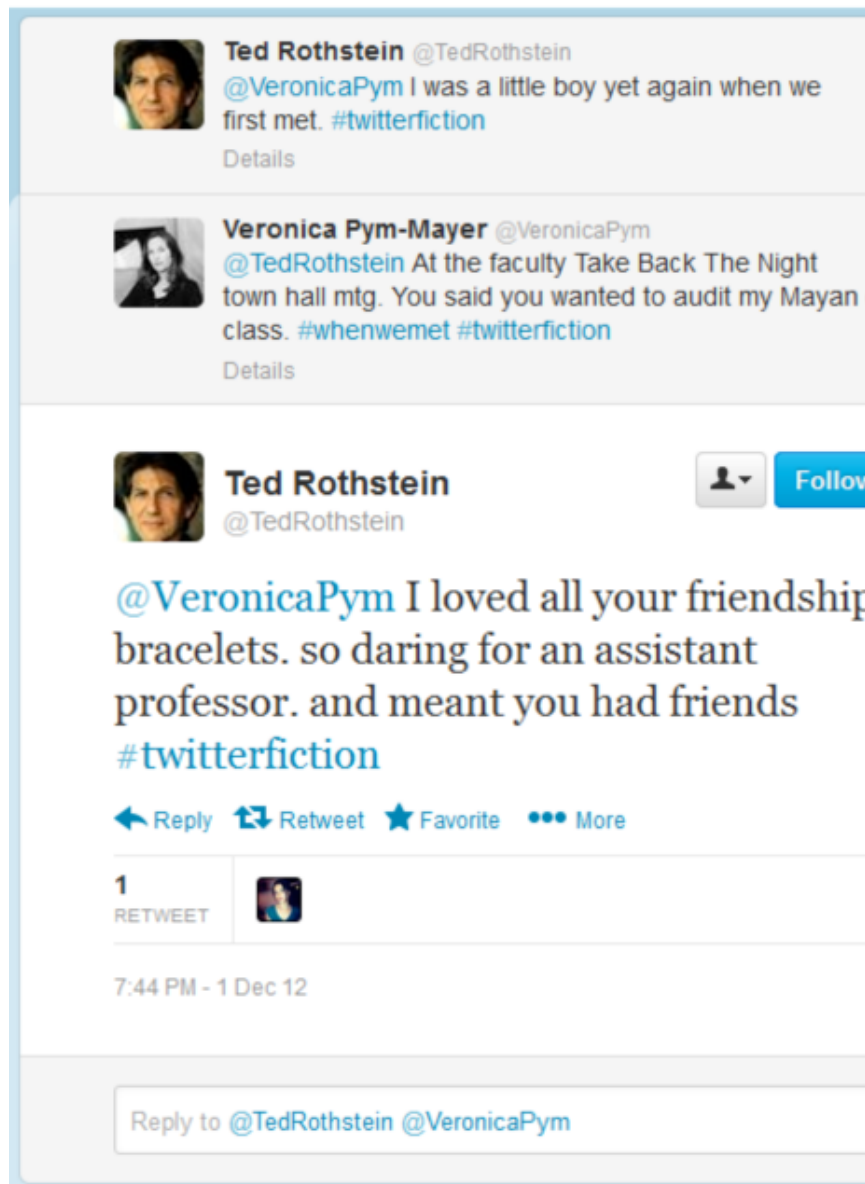 Ted Rothstein @TedRothstein
@VeronicaPym I was a little boy yet again when we
first met. #twitterfiction
Details
Veronica Pym-Mayer @VeronicaPym
@TedRothstein At the faculty Take Back The Night
town hall mtg. You said you wanted to audit my Mayan
class. #whenwemet #twitterfiction
Details
Ted Rothstein
Follow
@TedRothstein
@VeronicaPym I loved all your friendship
bracelets. so daring for an assistant
professor. and meant you had friends
#twitterfiction
Reply Retweet Favorite More
1
RETWEET
7:44 PM - 1 Dec 12
Reply to @TedRothstein @VeronicaPym